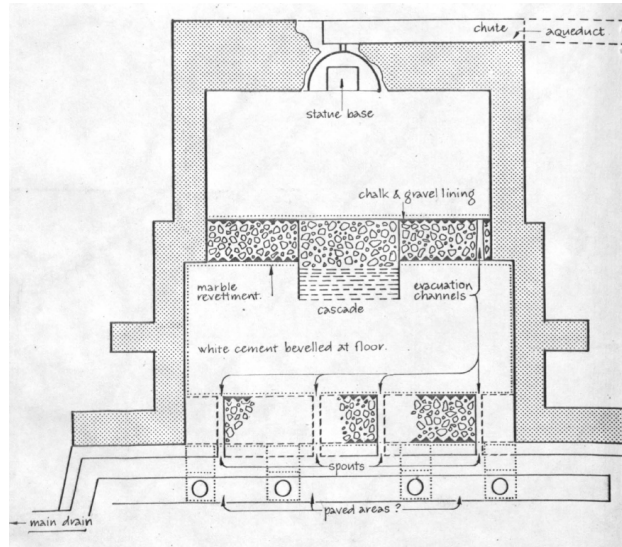 chute
aqueduct
statue base
chalk & gravel lining
marble
revettment.
evacuation
channels
cascade
white cement bevelled at floor.
spouts
main drain
paved areas ?